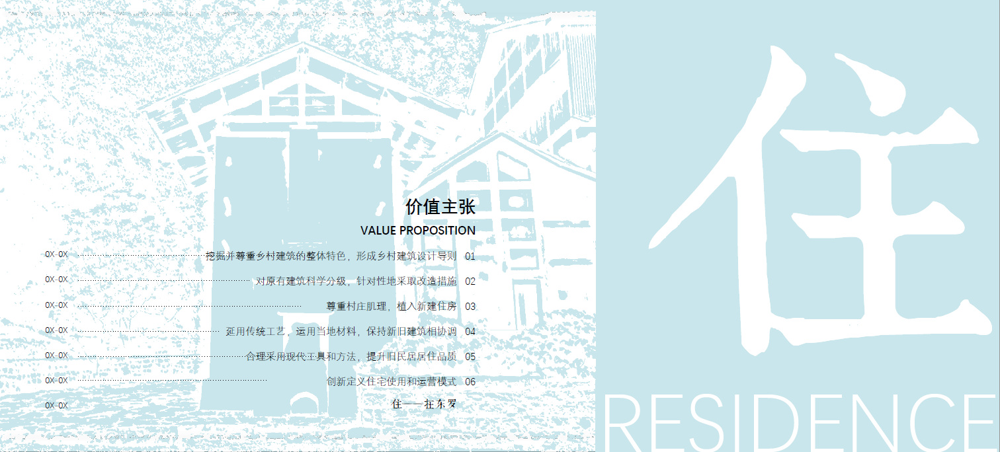 价值主张
VALUE PROPOSITION
0X-0X 挖掘并尊重乡村建筑的整体特色，形成乡村建筑设计导则 01
0X-0X 对原有建筑科学分级，针对性地采取改造措施 02
0X-0X 尊重村庄肌理，植入新建住房 03
0X-0X 延用传统工艺，运用当地材料，保持新旧建筑相协调 04
0X-0X 合理采用现代工具和方法，提升旧民居居住品质 05
0X-0X 创新定义住宅使用和运营模式 06
0X-0X 住——在东罗
住
RESIDENCE